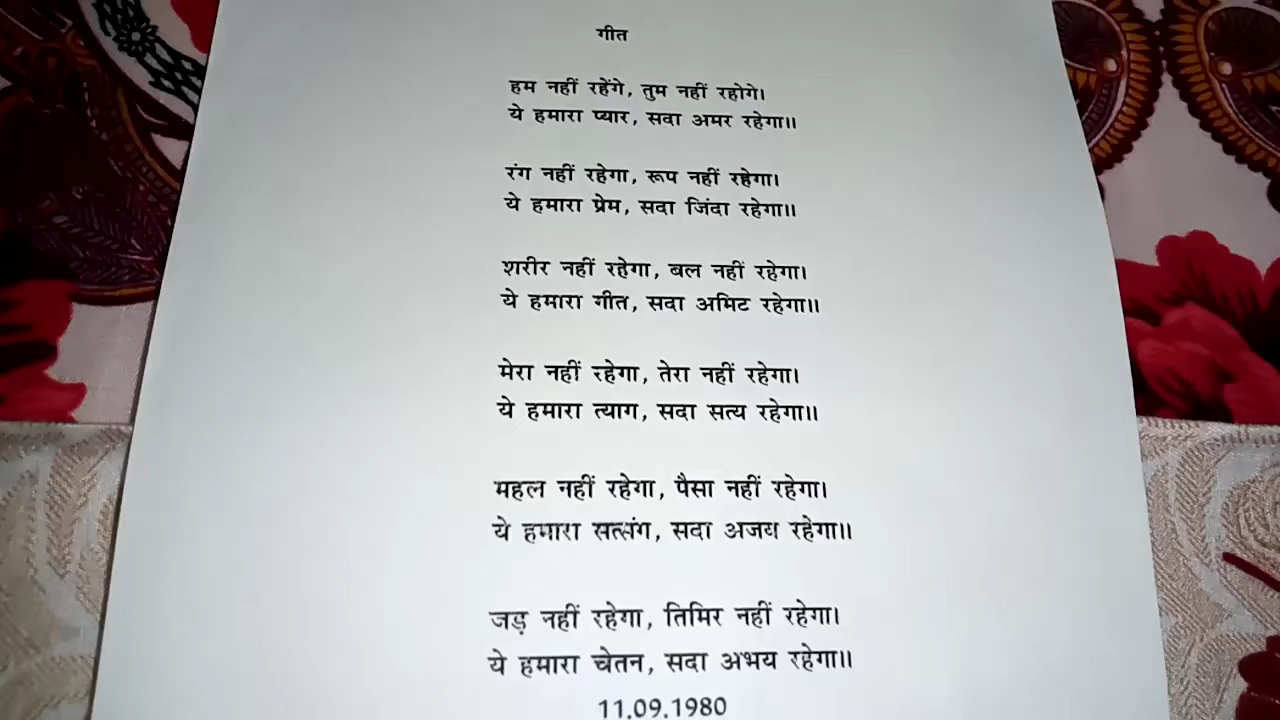 गीत
हम नहीं रहेंगे, तुम नहीं रहोगे।
ये हमारा प्यार, सदा अमर रहेगा॥
रंग नहीं रहेगा, रूप नहीं रहेगा।
ये हमारा प्रेम, सदा जिंदा रहेगा॥
शरीर नहीं रहेगा, बल नहीं रहेगा।
ये हमारा गीत, सदा अमिट रहेगा॥
मेरा नहीं रहेगा, तेरा नहीं रहेगा।
ये हमारा त्याग, सदा सत्य रहेगा॥
महल नहीं रहेगा, पैसा नहीं रहेगा।
ये हमारा सत्संग, सदा अजय रहेगा॥
जड़ नहीं रहेगा, तिमिर नहीं रहेगा।
ये हमारा चेतन, सदा अभय रहेगा॥
11.09.1980